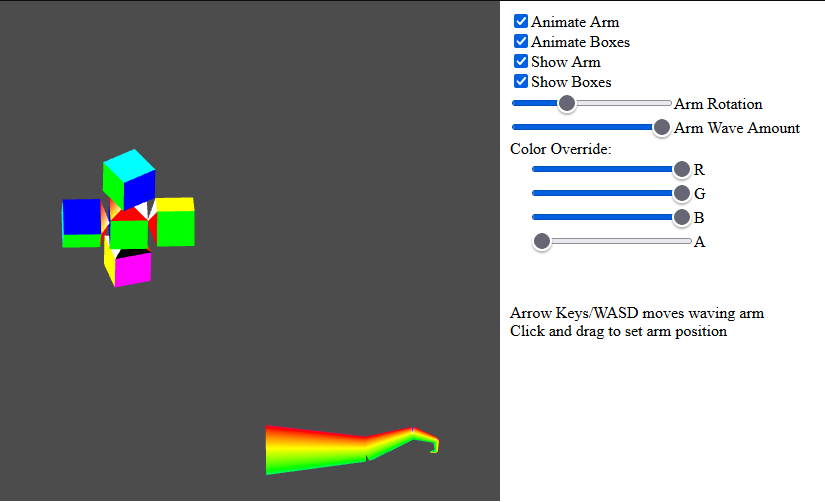 Animate Arm
Animate Boxes
Show Arm
Show Boxes
Arm Rotation
Arm Wave Amount
Color Override:
R
G
B
A
Arrow Keys/WASD moves waving arm
Click and drag to set arm position